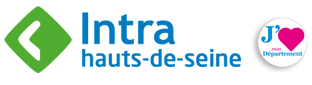 Intra
hauts-de-seine
J'
mon
Département